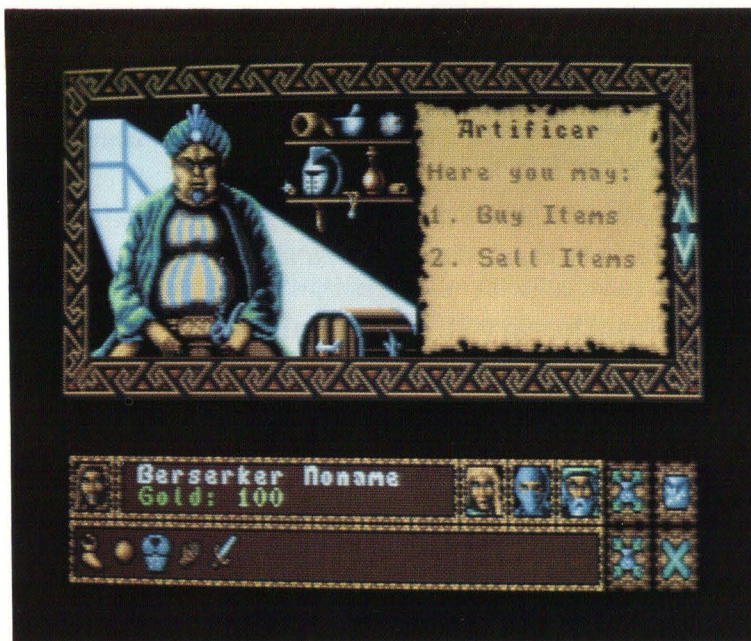 Artificer
Here you may:
1. Buy Items
2. Sell Items
Berserker Noname
Gold: 100